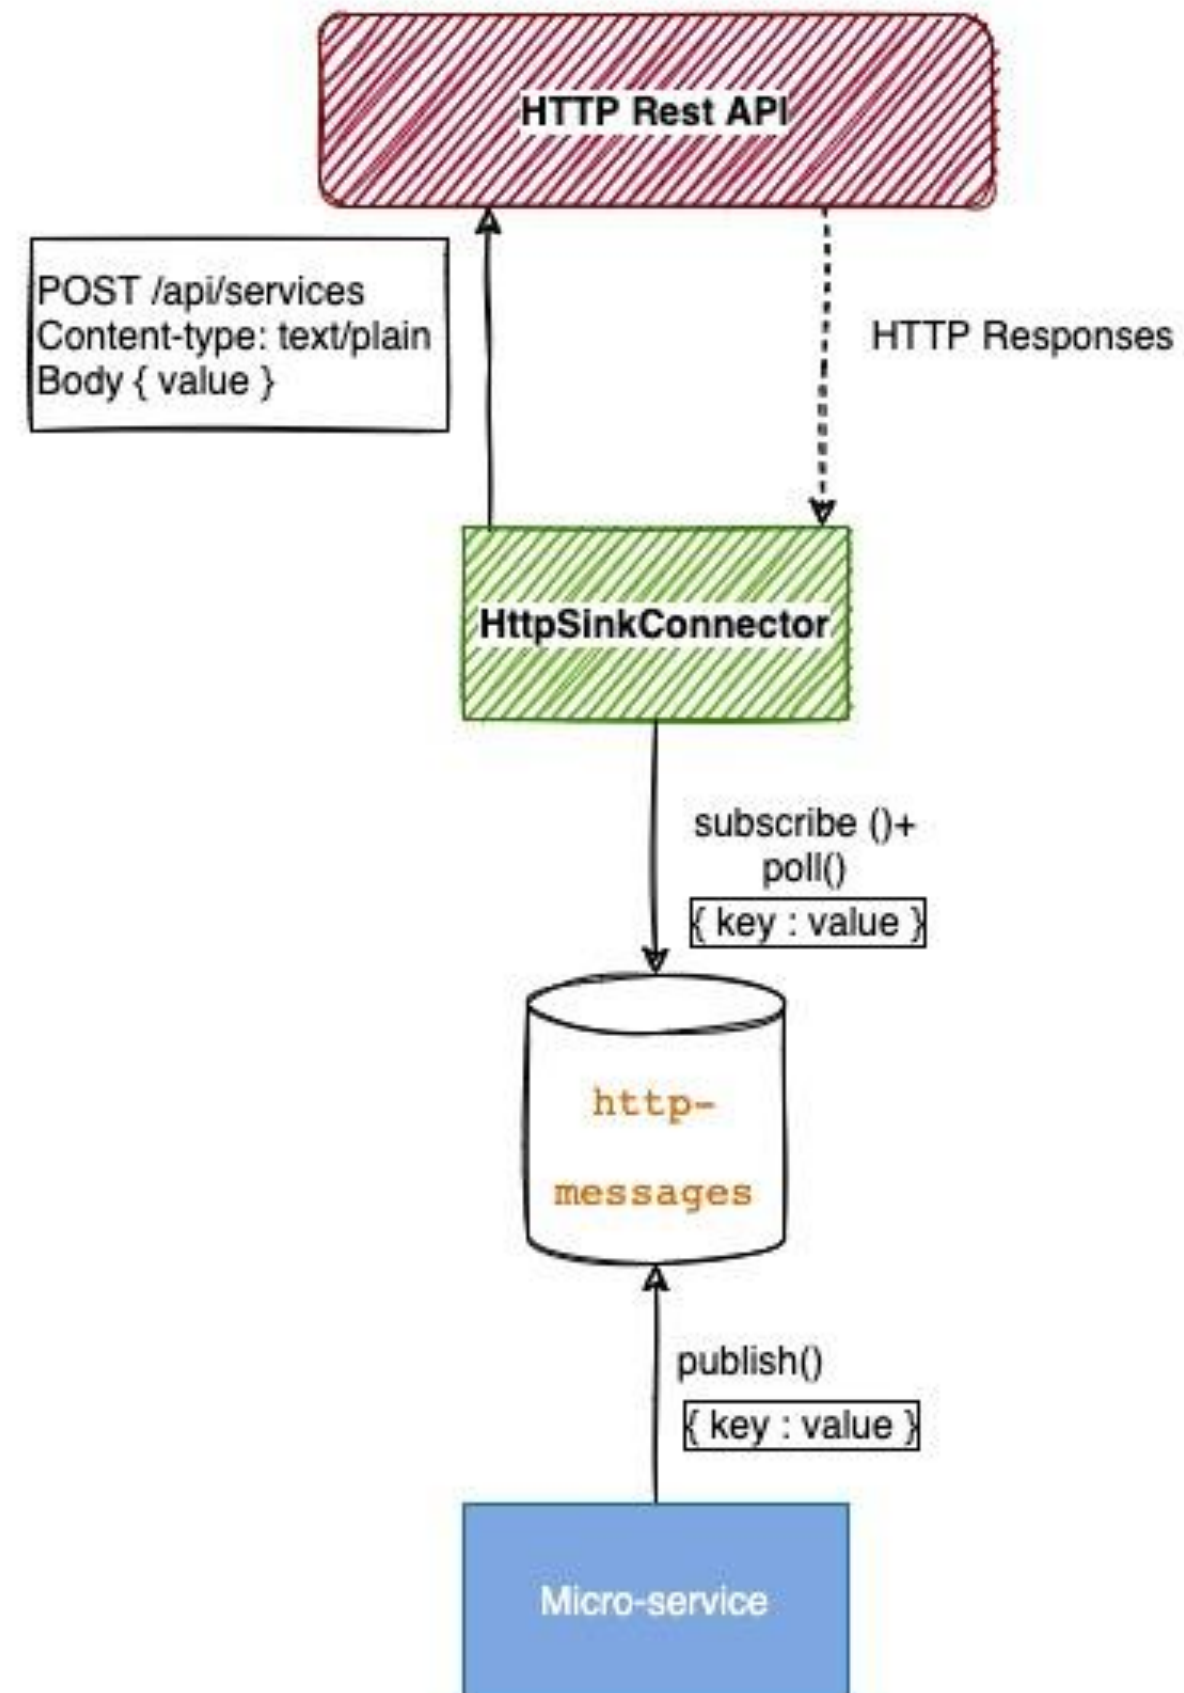 HTTP Rest API
POST /api/services
Content-type: text/plain
Body { value }
HTTP Responses
HttpSinkConnector
subscribe ()+
poll()
{ key : value }
http-
messages
publish()
{ key : value }
Micro-service